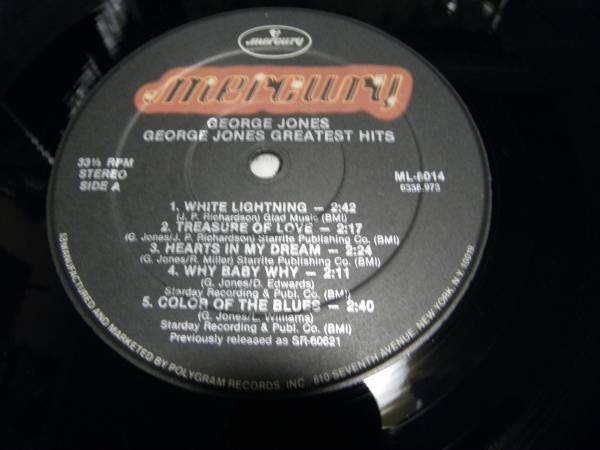 mercury
mercury
GEORGE JONES
GEORGE JONES GREATEST HITS
33⅓ RPM
STEREO
SIDE A
ML-8014
6338.973
1. WHITE LIGHTNING — 2:42
(J. P. Richardson) Glad Music (BMI)
2. TREASURE OF LOVE — 2:17
(G. Jones/J. P. Richardson) Starrite Publishing Co. (BMI)
3. HEARTS IN MY DREAM — 2:24
(G. Jones/R. Miller) Starrite Publishing Co. (BMI)
4. WHY BABY WHY — 2:11
(G. Jones/D. Edwards)
Starday Recording & Publ. Co. (BMI)
5. COLOR OF THE BLUES — 2:40
(G. Jones/L. Williams)
Starday Recording & Publ. Co. (BMI)
Previously released as SR-60621
MANUFACTURED AND MARKETED BY POLYGRAM RECORDS, INC. 810 SEVENTH AVENUE, NEW YORK, N.Y. 10019